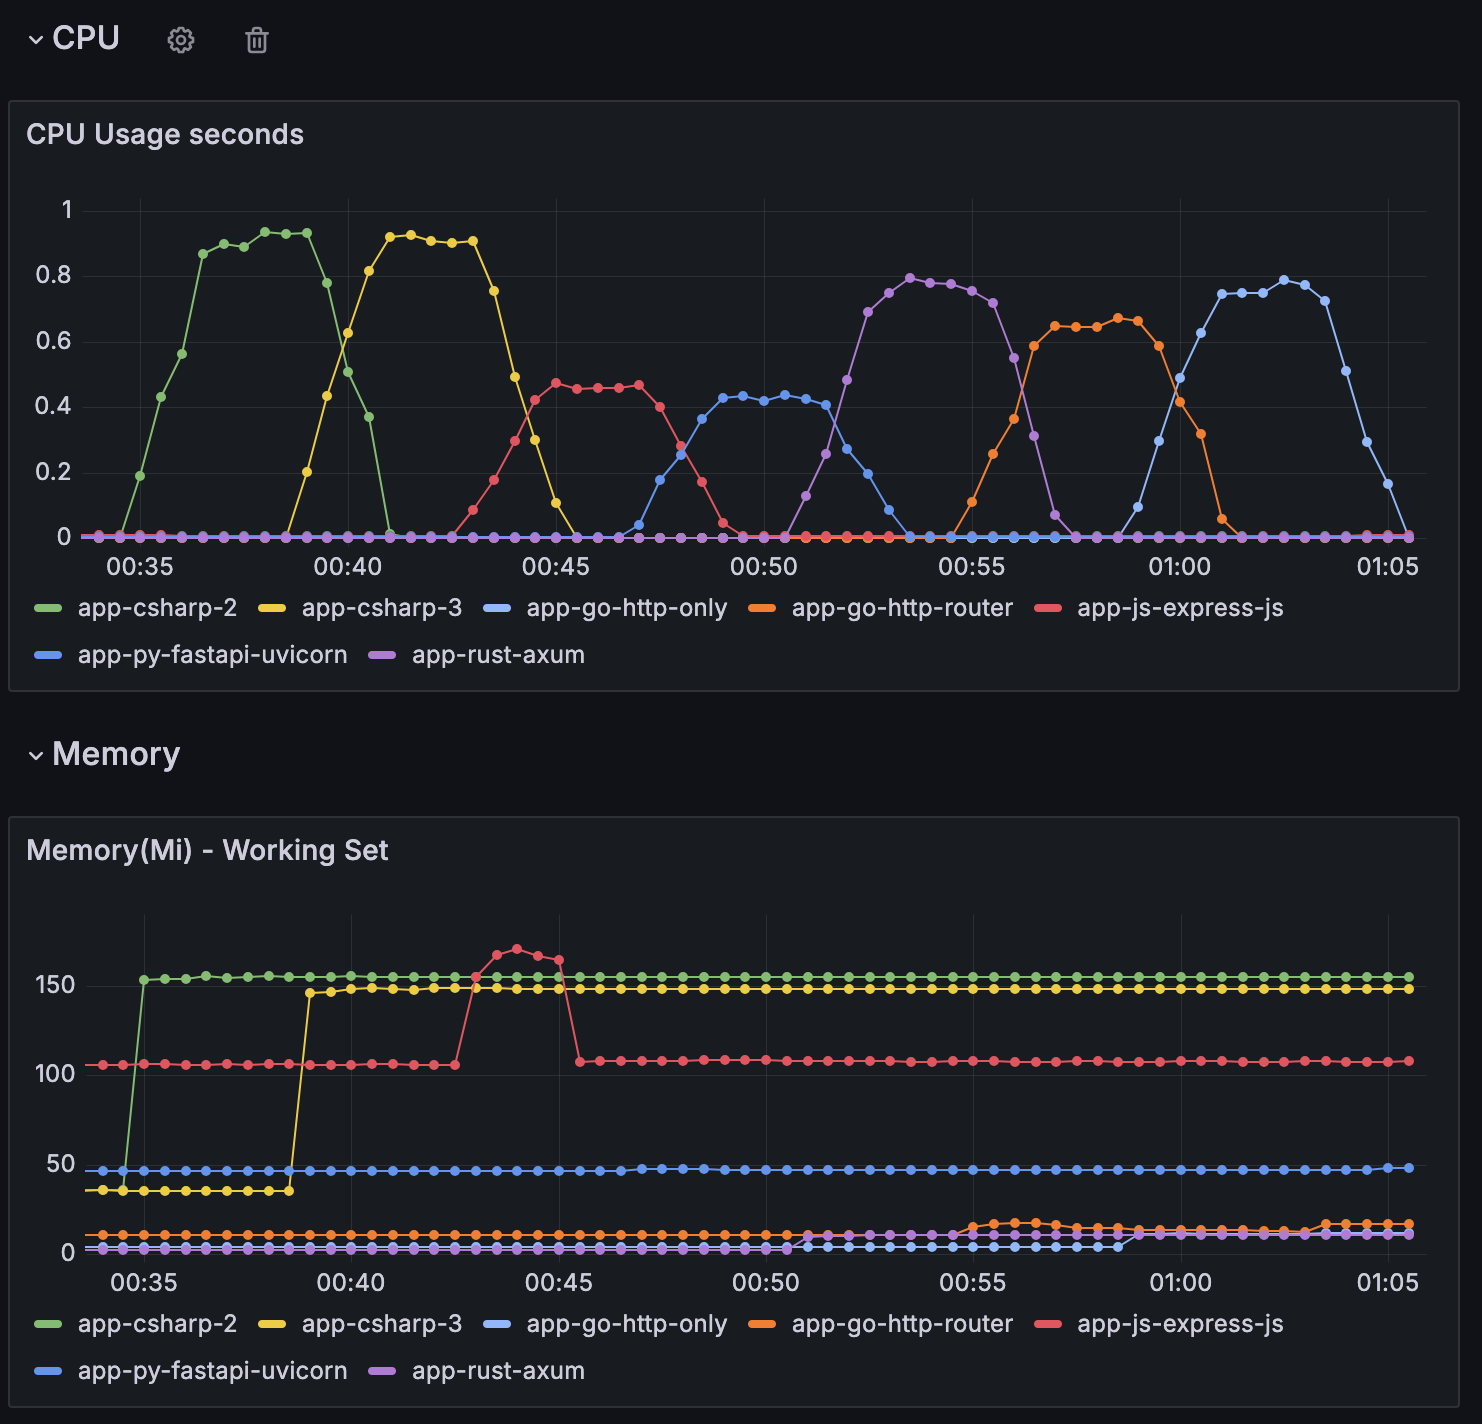 CPU
CPU Usage seconds
1
0.8
0.6
0.4
0.2
0
00:35 00:40 00:45 00:50 00:55 01:00 01:05
app-csharp-2 app-csharp-3 app-go-http-only app-go-http-router app-js-express-js
app-py-fastapi-uvicorn app-rust-axum
Memory
Memory(Mi) - Working Set
150
100
50
0
00:35 00:40 00:45 00:50 00:55 01:00 01:05
app-csharp-2 app-csharp-3 app-go-http-only app-go-http-router app-js-express-js
app-py-fastapi-uvicorn app-rust-axum